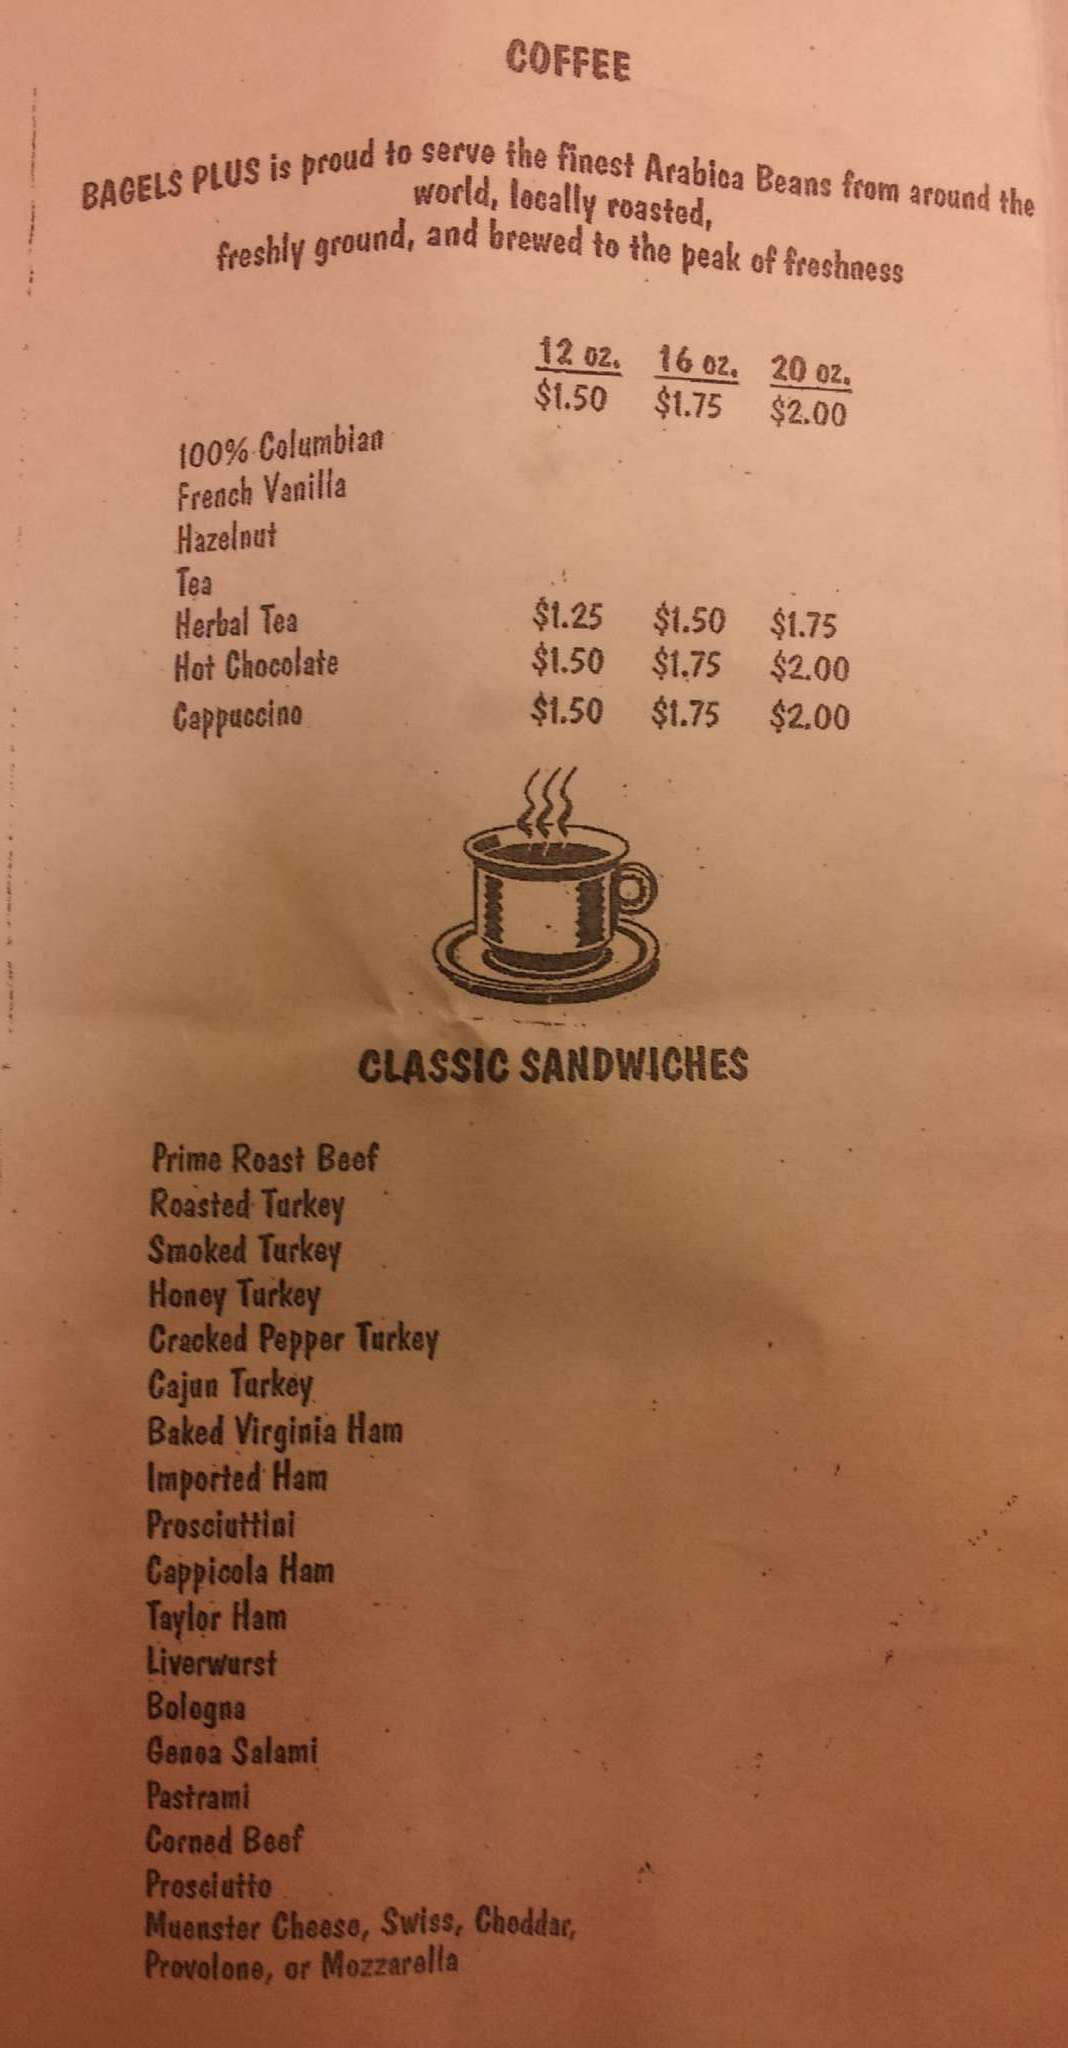 COFFEE
BAGELS PLUS is proud to serve the finest Arabica Beans from around the
world, locally roasted,
freshly ground, and brewed to the peak of freshness
12 oz. 16 oz. 20 oz.
$1.50 $1.75 $2.00
100% Columbian
French Vanilla
Hazelnut
Tea
Herbal Tea $1.25 $1.50 $1.75
Hot Chocolate $1.50 $1.75 $2.00
Cappuccino $1.50 $1.75 $2.00
CLASSIC SANDWICHES
Prime Roast Beef
Roasted Turkey
Smoked Turkey
Honey Turkey
Cracked Pepper Turkey
Cajun Turkey
Baked Virginia Ham
Imported Ham
Prosciuttini
Cappicola Ham
Taylor Ham
Liverwurst
Bologna
Genoa Salami
Pastrami
Corned Beef
Prosciutto
Muenster Cheese, Swiss, Cheddar,
Provolone, or Mozzarella